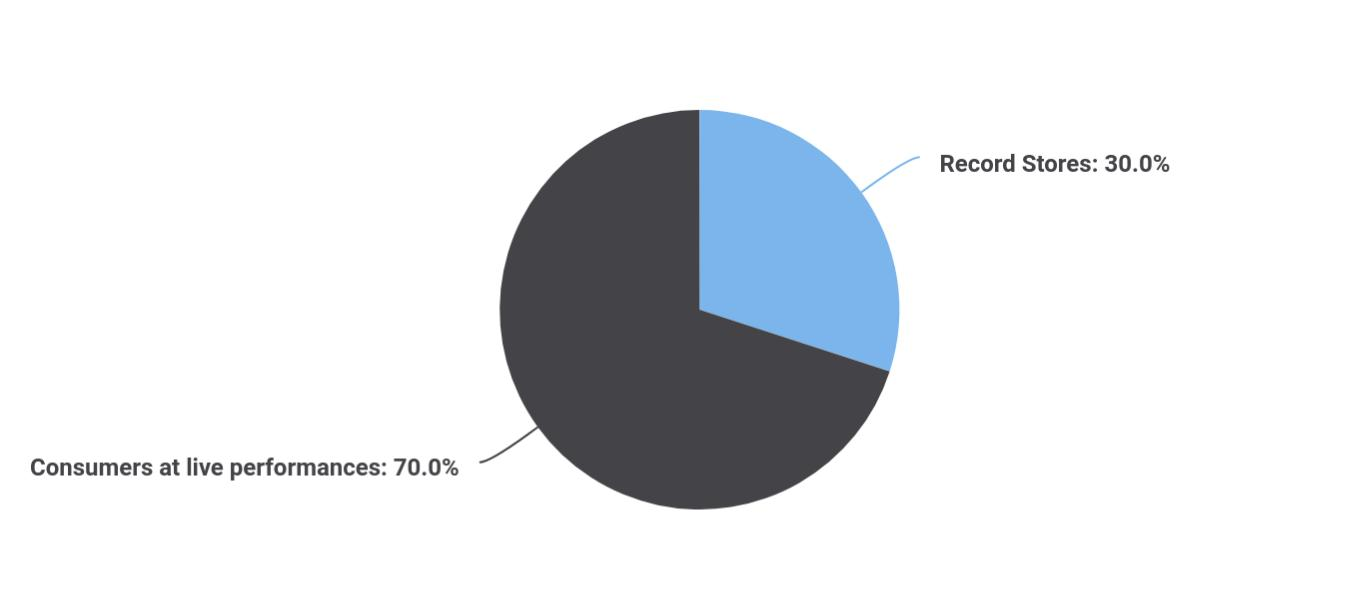 Record Stores: 30.0%
Consumers at live performances: 70.0%